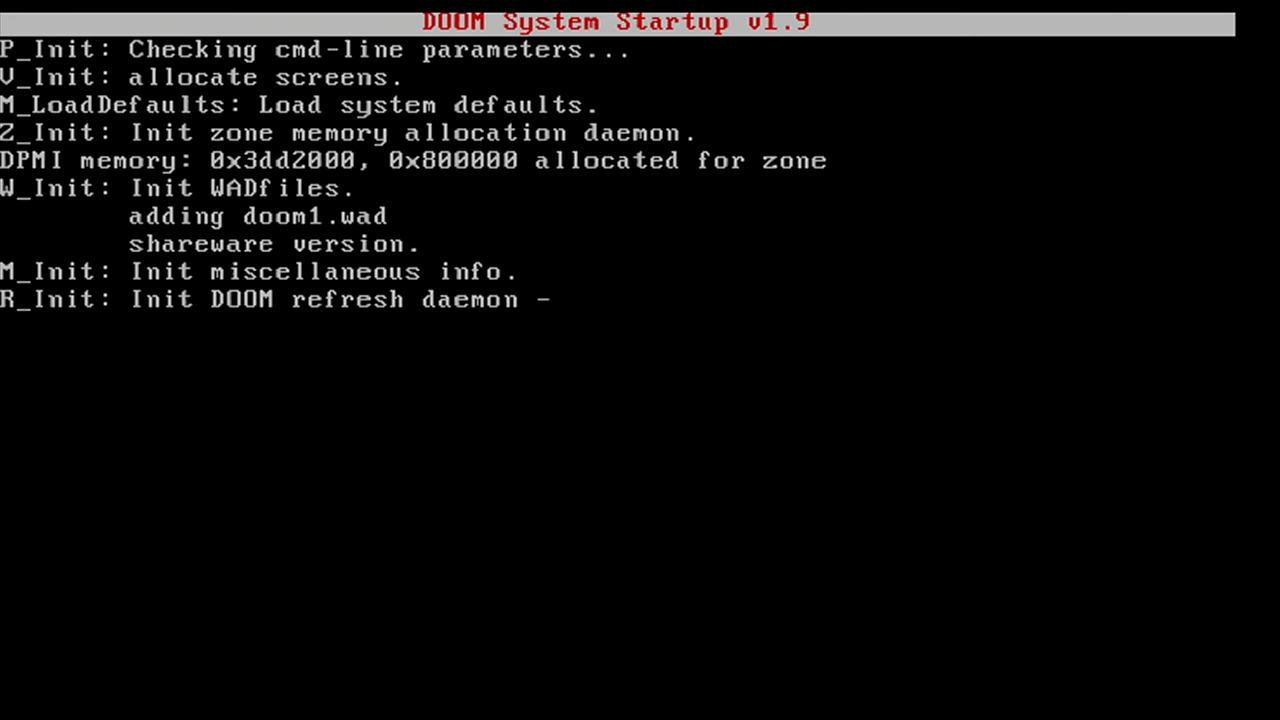 DOOM System Startup v1.9
P_Init: Checking cmd-line parameters...
V_Init: allocate screens.
M_LoadDefaults: Load system defaults.
Z_Init: Init zone memory allocation daemon.
DPMI memory: 0x3dd2000, 0x800000 allocated for zone
W_Init: Init WADfiles.
adding doom1.wad
shareware version.
M_Init: Init miscellaneous info.
R_Init: Init DOOM refresh daemon -